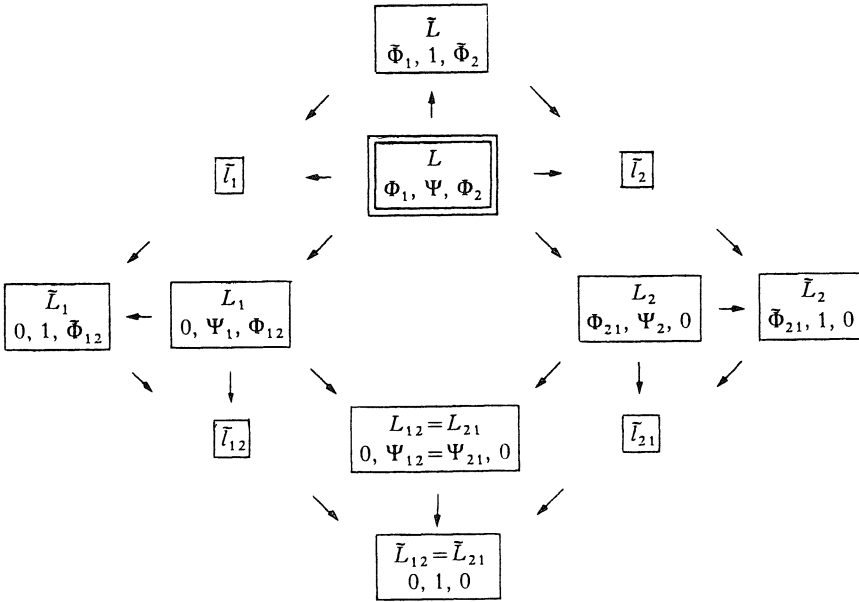 L̃
Φ̃₁, 1, Φ̃₂
l̃₁
L
Φ₁, Ψ, Φ₂
l̃₂
L̃₁
0, 1, Φ̃₁₂
L₁
0, Ψ₁, Φ₁₂
L₂
Φ₂₁, Ψ₂, 0
L̃₂
Φ̃₂₁, 1, 0
l̃₁₂
L₁₂=L₂₁
0, Ψ₁₂=Ψ₂₁, 0
l̃₂₁
L̃₁₂=L̃₂₁
0, 1, 0